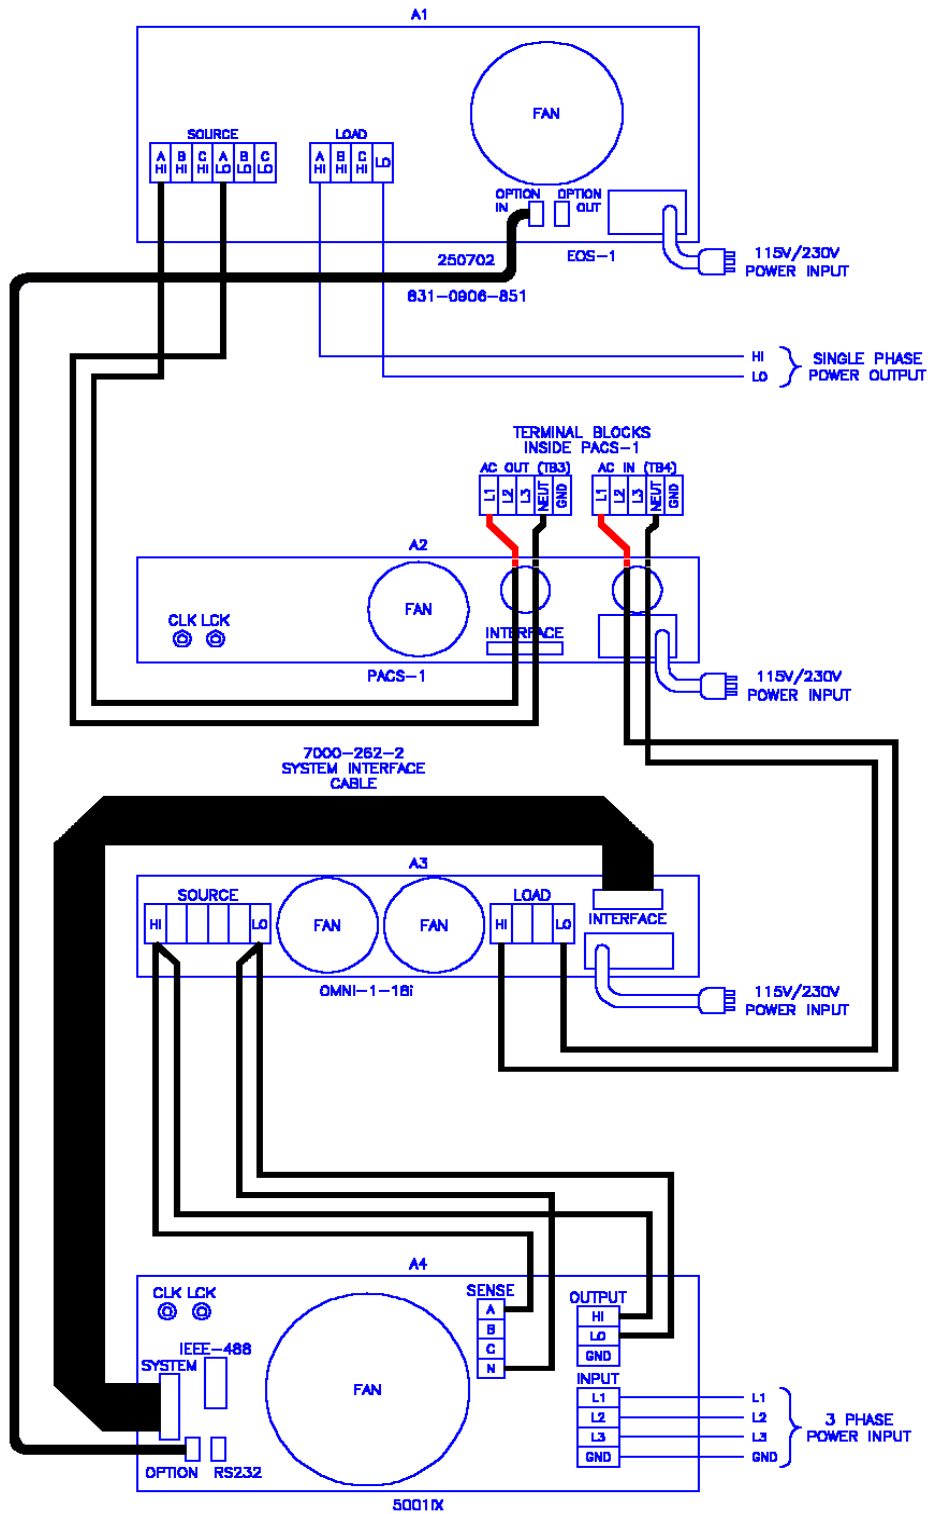 A1
FAN
SOURCE
LOAD
A HI
B HI
C HI
A LO
B LO
C LO
A HI
B HI
C HI
LO
OPTION IN
OPTION OUT
EOS-1
250702
831-0906-851
115V/230V
POWER INPUT
HI
LO
SINGLE PHASE
POWER OUTPUT
TERMINAL BLOCKS
INSIDE PACS-1
AC OUT (TB3)
AC IN (TB4)
L1
L2
L3
NEUT
GND
L1
L2
L3
NEUT
GND
A2
FAN
CLK LCK
INTERFACE
PACS-1
115V/230V
POWER INPUT
7000-262-2
SYSTEM INTERFACE
CABLE
A3
SOURCE
HI
LO
FAN
FAN
LOAD
HI
LO
INTERFACE
OMNI-1-18i
115V/230V
POWER INPUT
A4
CLK LCK
SENSE
A
B
C
N
OUTPUT
HI
LO
GND
IEEE-488
SYSTEM
FAN
INPUT
L1
L2
L3
GND
L1
L2
L3
GND
3 PHASE
POWER INPUT
OPTION
RS232
5001iX